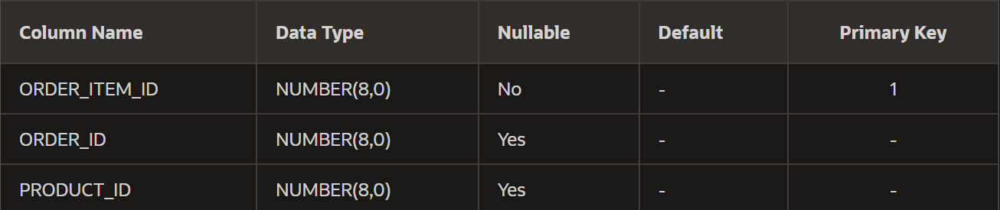 Column Name Data Type Nullable Default Primary Key
ORDER_ITEM_ID NUMBER(8,0) No - 1
ORDER_ID NUMBER(8,0) Yes - -
PRODUCT_ID NUMBER(8,0) Yes - -